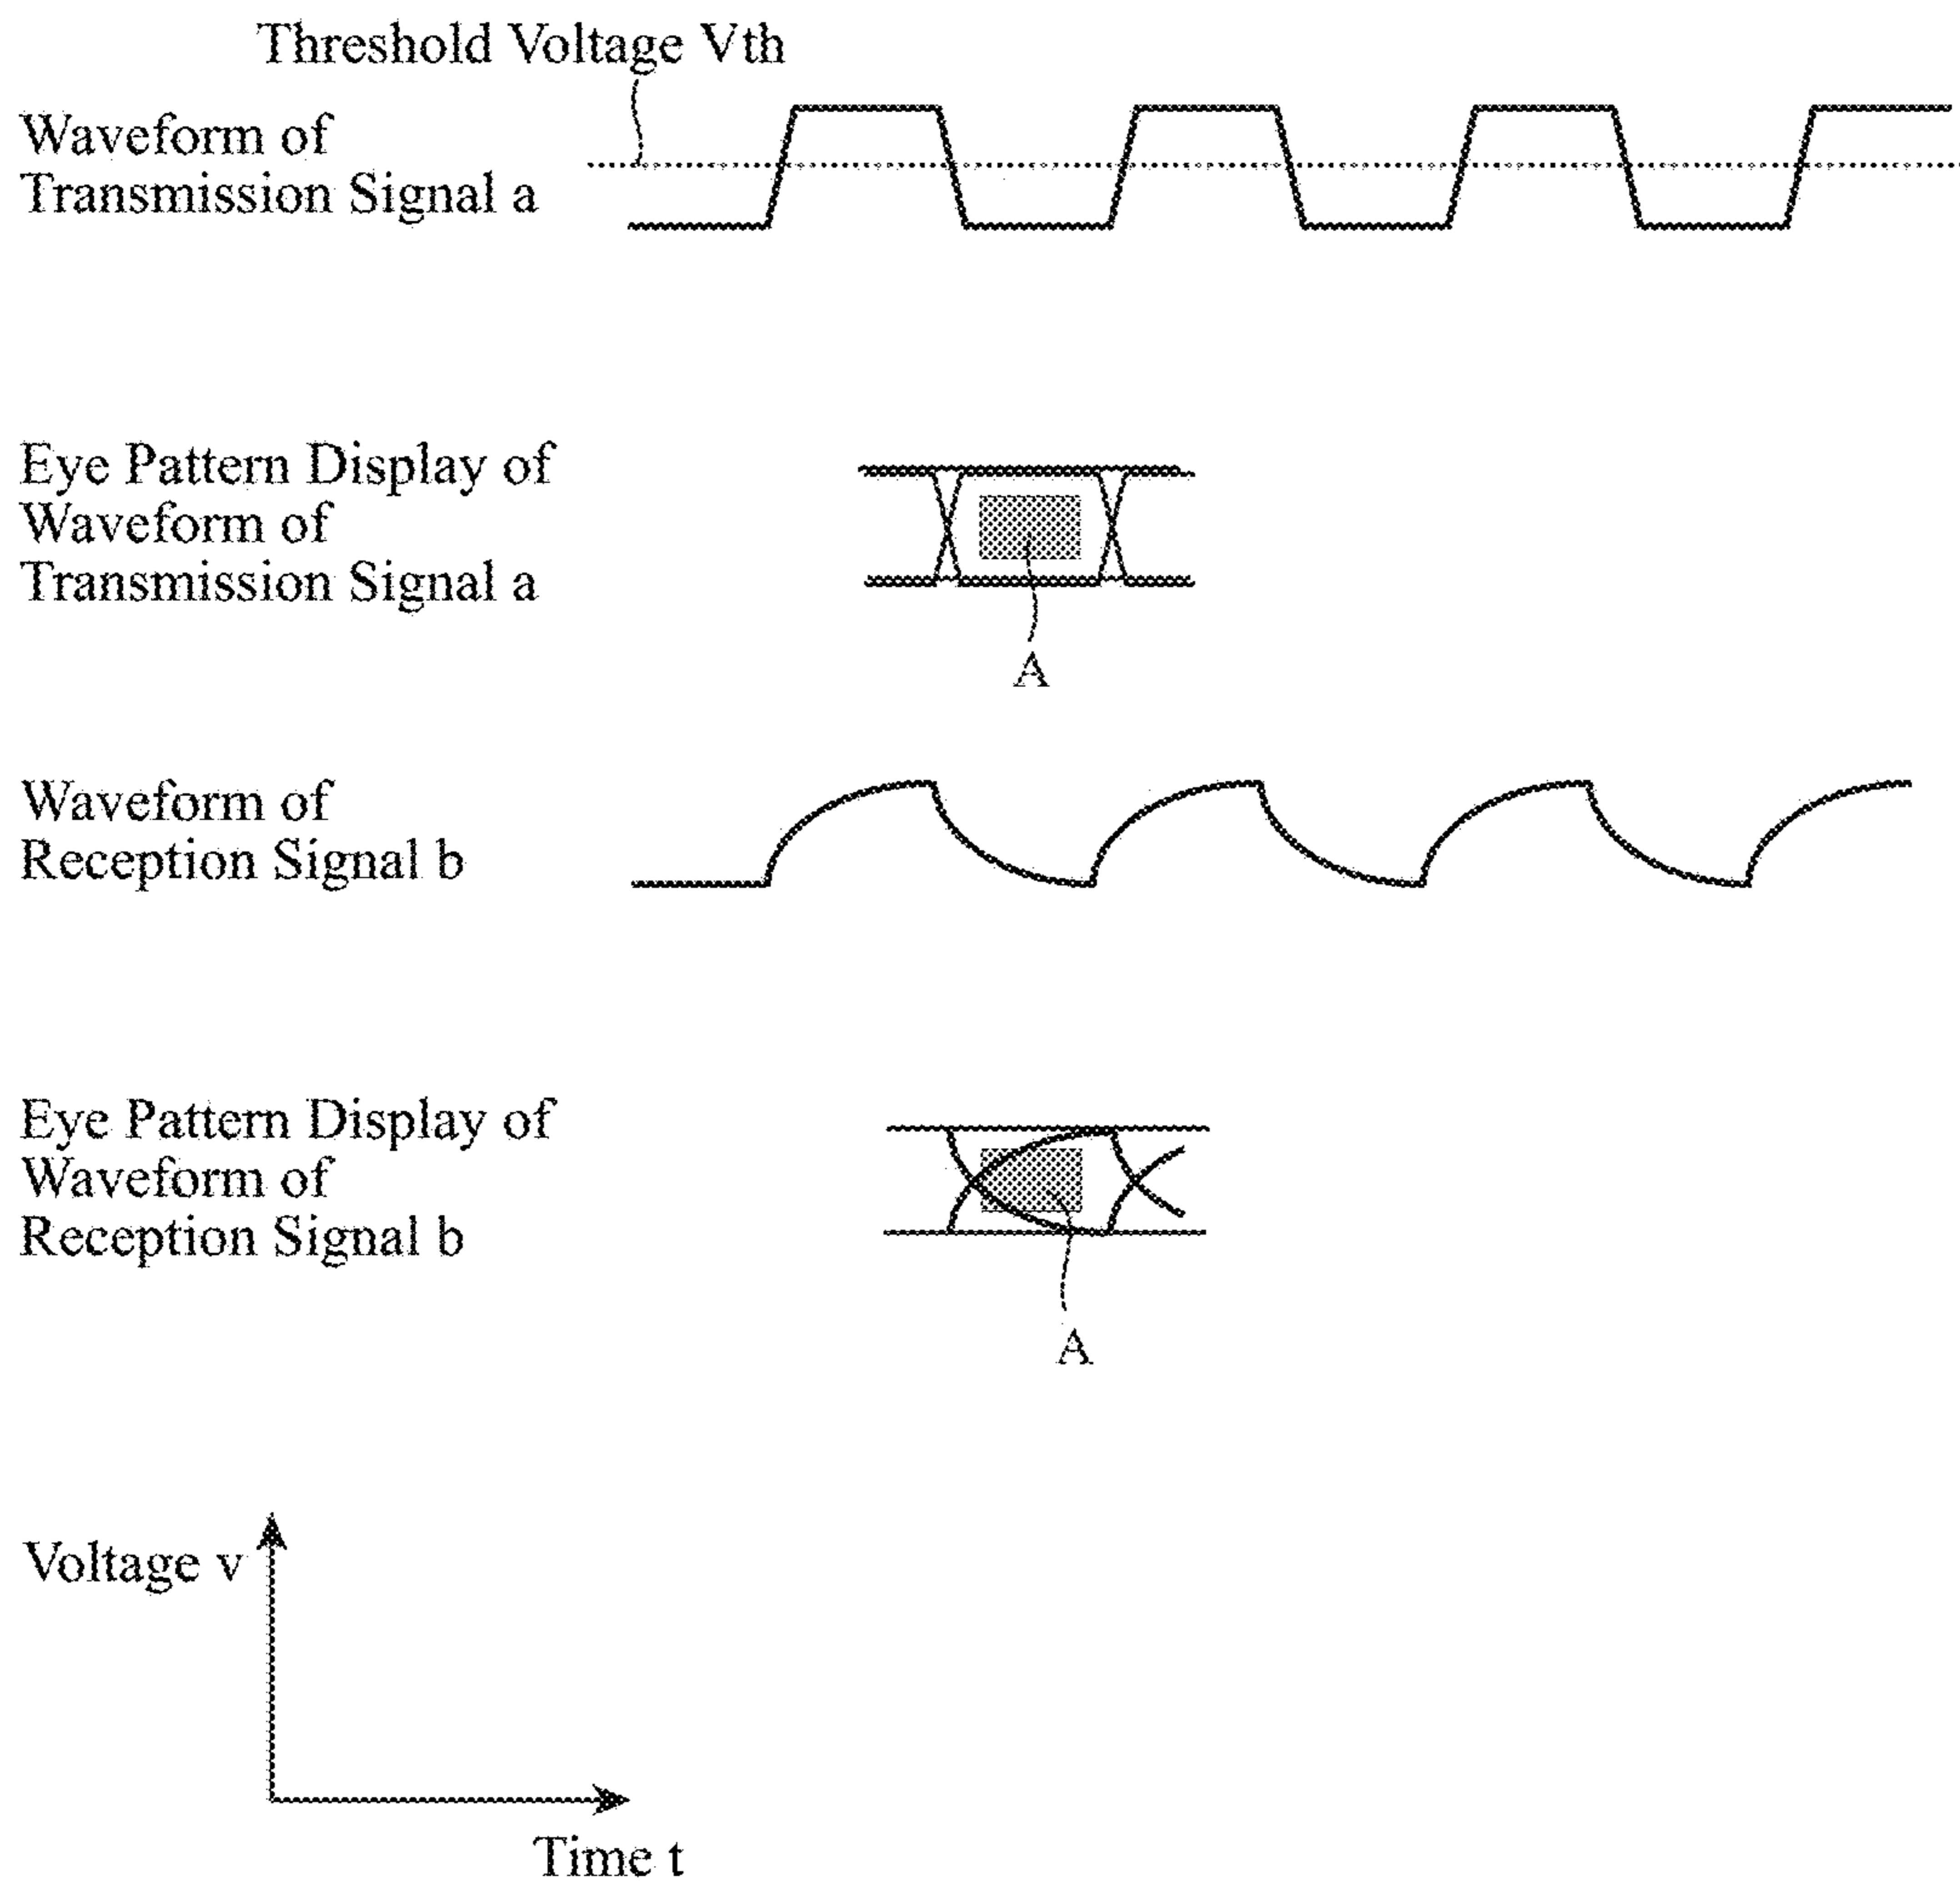 Threshold Voltage Vth
Waveform of
Transmission Signal a
Eye Pattern Display of
Waveform of
Transmission Signal a
A
Waveform of
Reception Signal b
Eye Pattern Display of
Waveform of
Reception Signal b
A
Voltage v
Time t